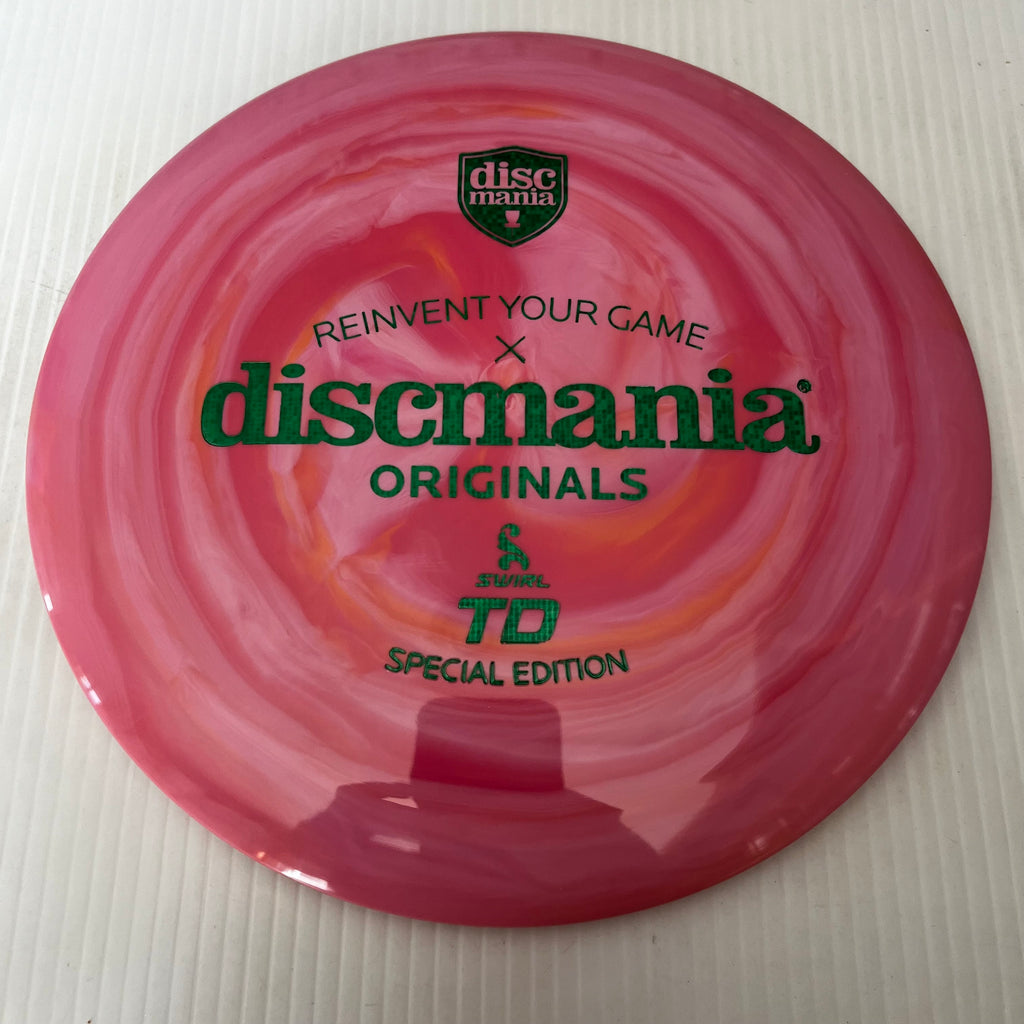 disc
mania
REINVENT YOUR GAME
X
discmania®
ORIGINALS
S
SWIRL
TD
SPECIAL EDITION